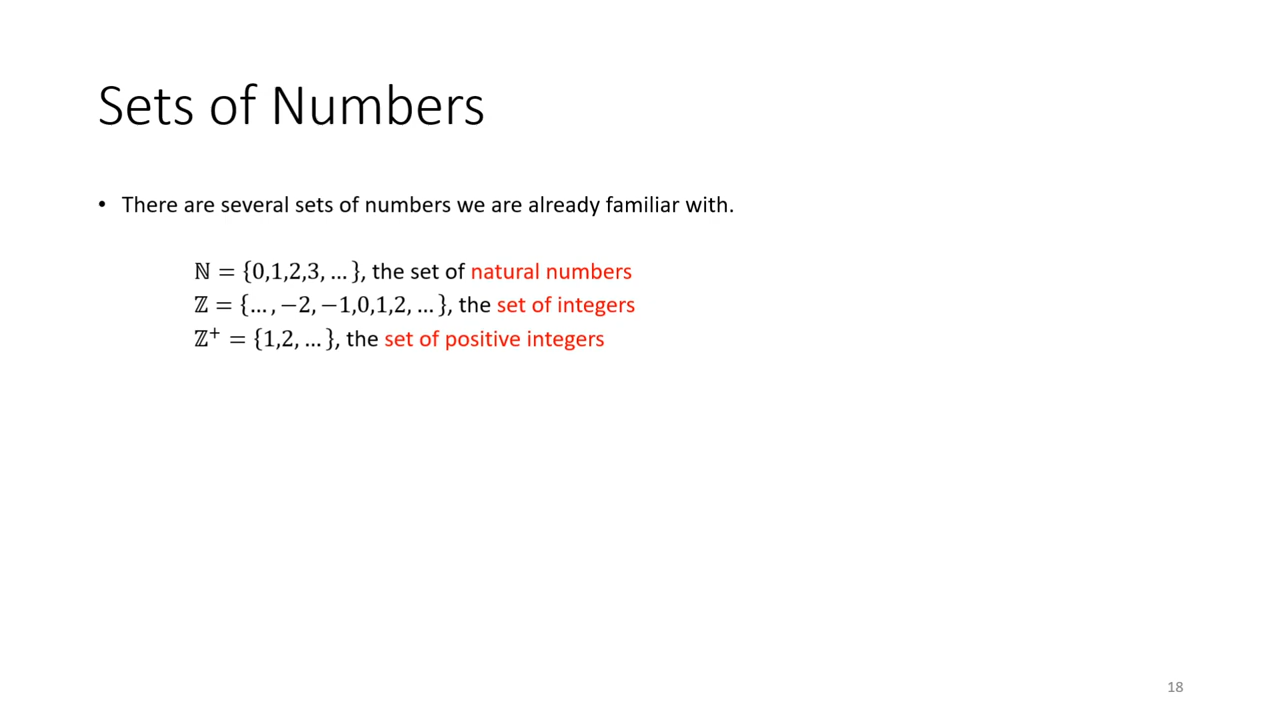 Sets of Numbers
• There are several sets of numbers we are already familiar with.
ℕ = {0,1,2,3, … }, the set of natural numbers
ℤ = {… , −2, −1,0,1,2, … }, the set of integers
ℤ⁺ = {1,2, … }, the set of positive integers
18